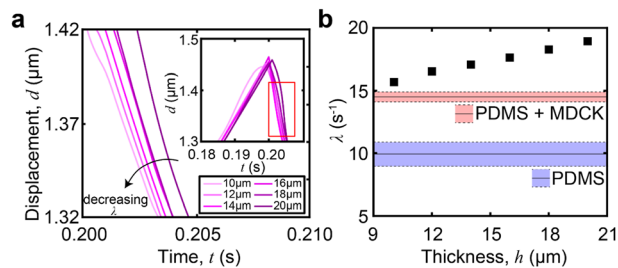 a
1.42
1.37
1.32
Displacement, d (μm)
0.200
0.205
0.210
Time, t (s)
decreasing
λ
1.5
1.4
1.3
d (μm)
0.18
0.19
0.20
0.21
t (s)
10μm
16μm
12μm
18μm
14μm
20μm
b
20
15
10
5
λ (s⁻¹)
PDMS + MDCK
PDMS
9
12
15
18
21
Thickness, h (μm)